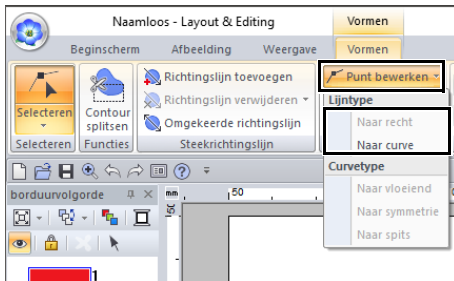 Naamloos - Layout & Editing
Vormen
Beginscherm
Afbeelding
Weergave
Vormen
Selecteren
Contour
splitsen
Richtingslijn toevoegen
Richtingslijn verwijderen
Omgekeerde richtingslijn
Punt bewerken
Selecteren
Functies
Steekrichtingslijn
Lijntype
Naar recht
Naar curve
Curvetype
Naar vloeiend
Naar symmetrie
Naar spits
borduurvolgorde
mm
50
50
1